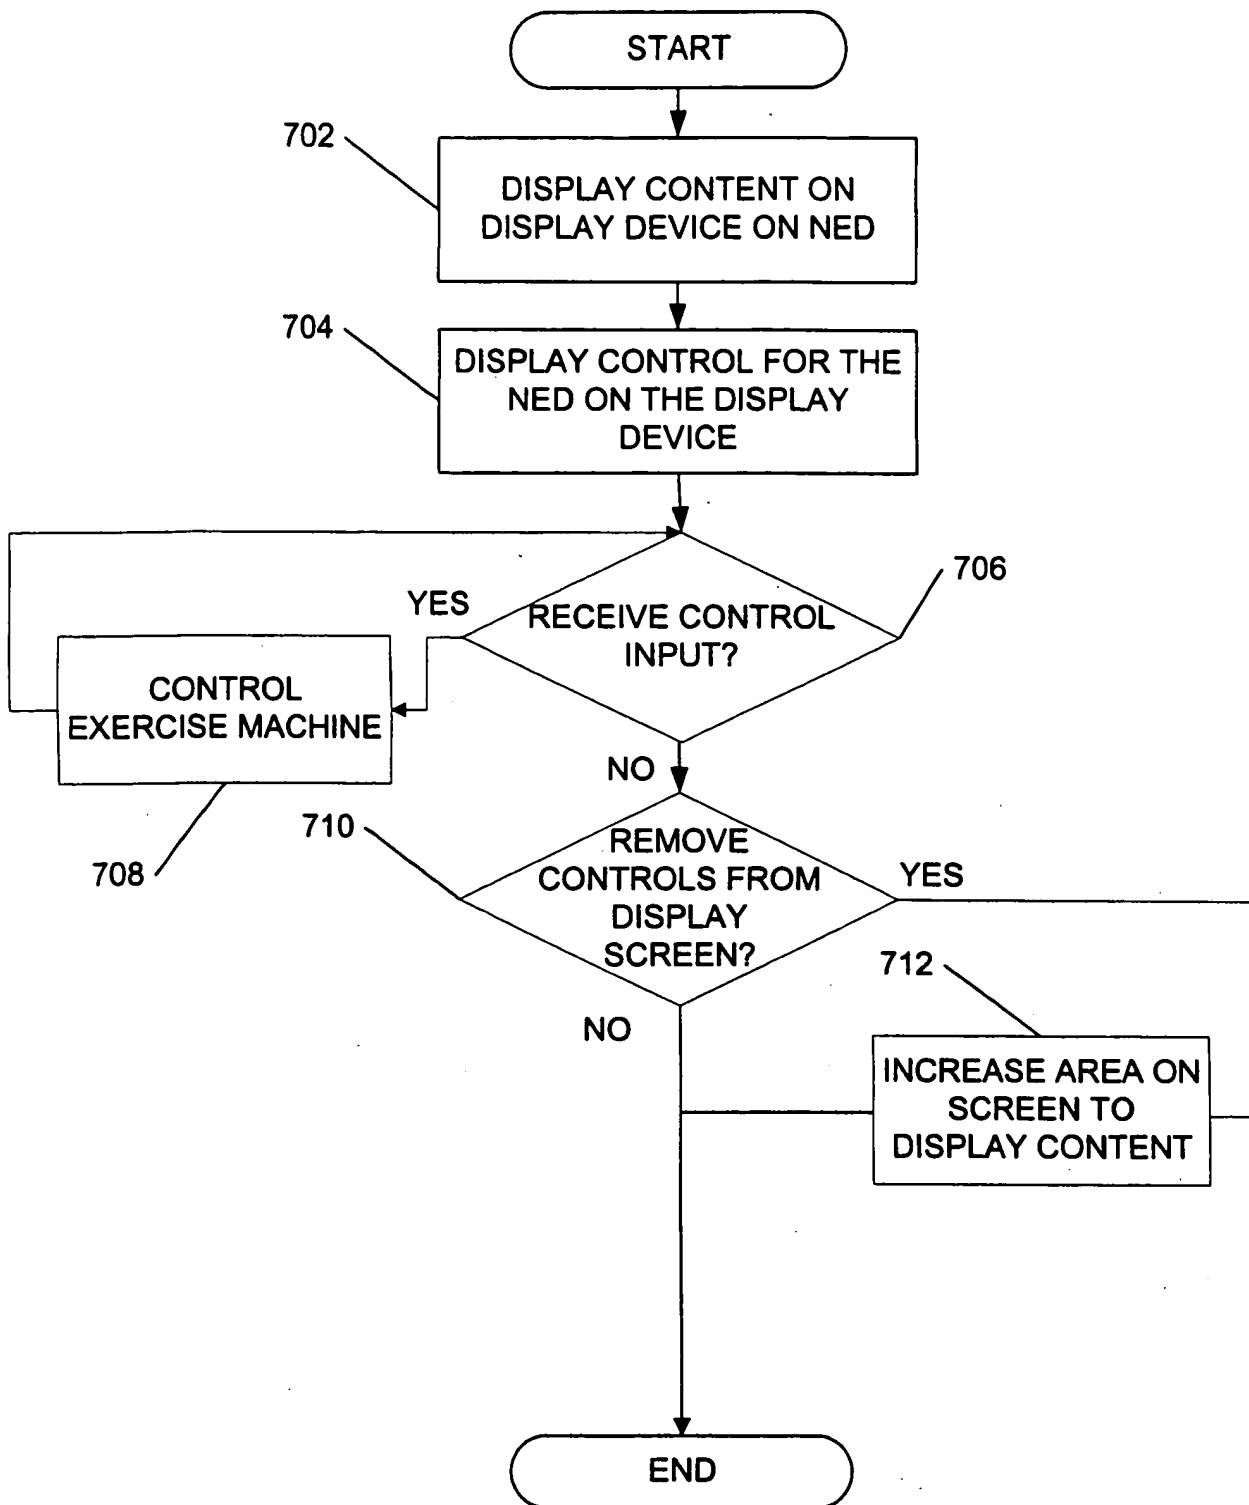 START
702
DISPLAY CONTENT ON
DISPLAY DEVICE ON NED
704
DISPLAY CONTROL FOR THE
NED ON THE DISPLAY
DEVICE
706
YES
RECEIVE CONTROL
INPUT?
CONTROL
EXERCISE MACHINE
708
NO
710
REMOVE
CONTROLS FROM
DISPLAY
SCREEN?
YES
712
NO
INCREASE AREA ON
SCREEN TO
DISPLAY CONTENT
END